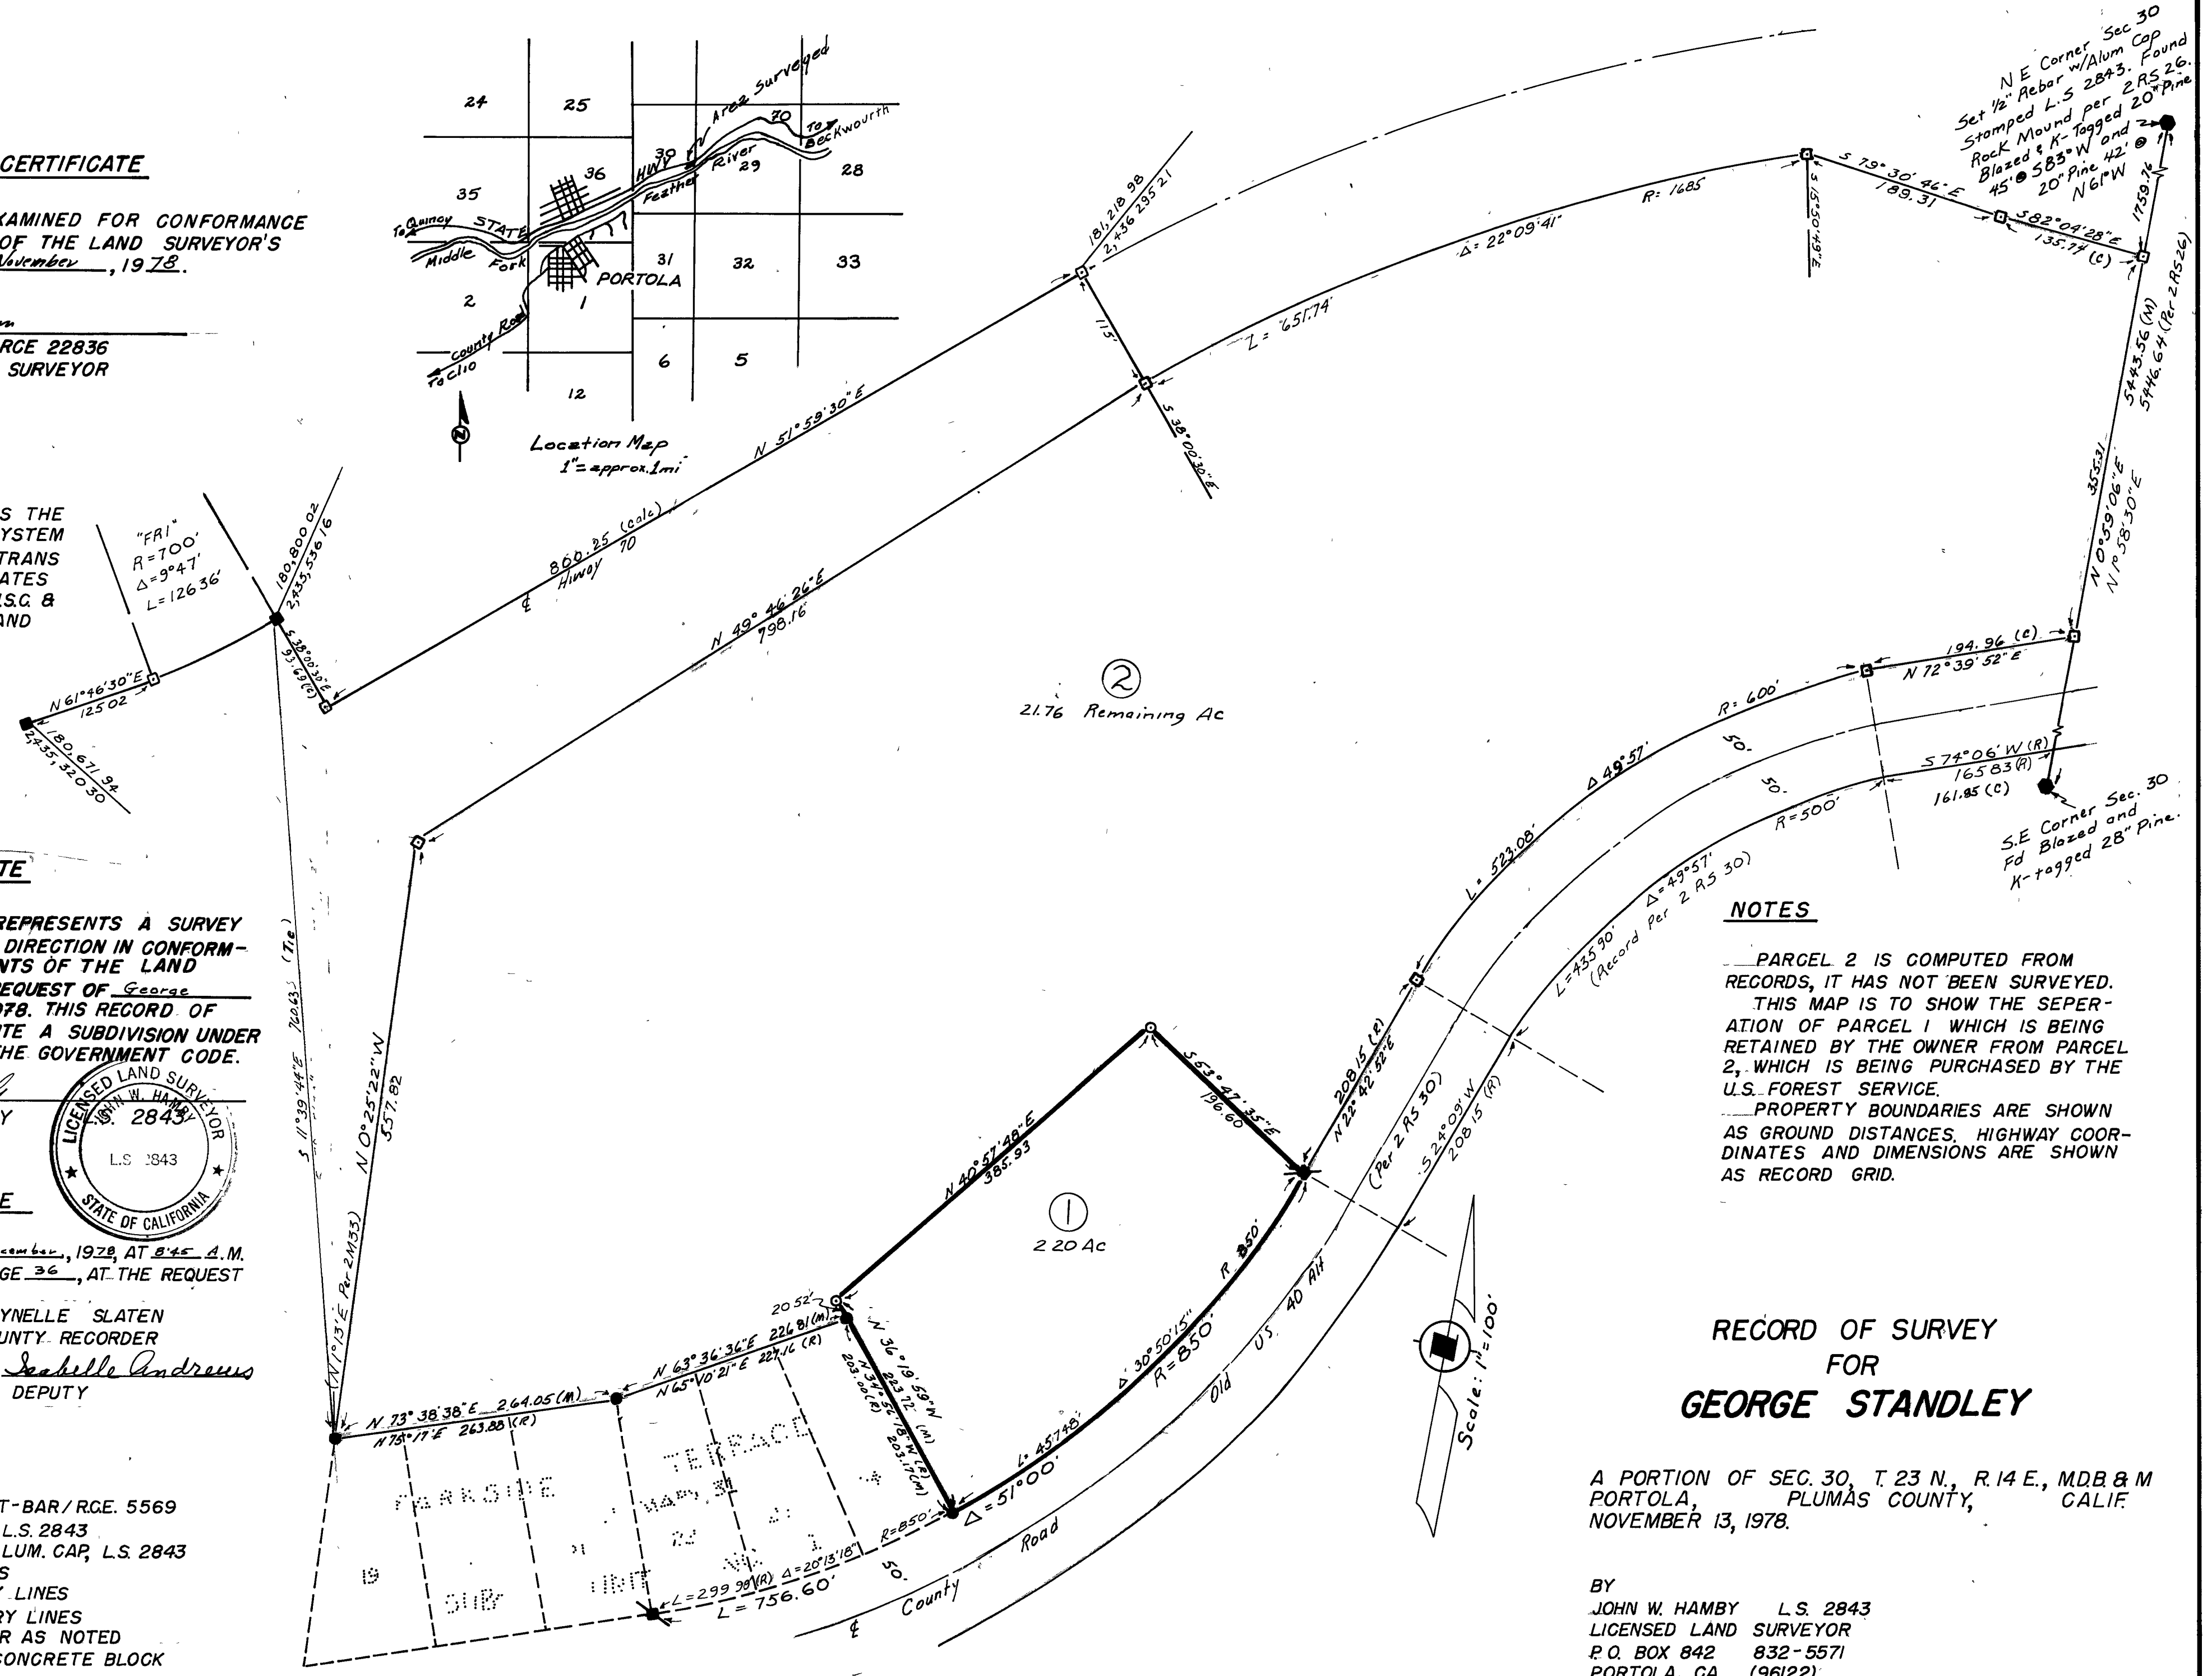 CERTIFICATE
XAMINED FOR CONFORMANCE
OF THE LAND SURVEYOR'S
November, 1978.
RCE 22836
SURVEYOR
S THE
YSTEM
TRANS
ATES
.S.C. &
AND
TE
REPRESENTS A SURVEY
DIRECTION IN CONFORM-
NTS OF THE LAND
EQUEST OF George
978. THIS RECORD OF
TE A SUBDIVISION UNDER
HE GOVERNMENT CODE.
L.S. 2843
LICENSED LAND SURVEYOR
JOHN W. HAMBY
L.S. 2843
STATE OF CALIFORNIA
E
cember, 1978, AT 8:45 A.M.
GE 36, AT THE REQUEST
YNELLE SLATEN
UNTY RECORDER
Isabelle Andrews
DEPUTY
T-BAR / R.C.E. 5569
L.S. 2843
LUM. CAP, L.S. 2843
S
Y LINES
RY LINES
R AS NOTED
CONCRETE BLOCK
24
25
Area Surveyed
70
To Beckwourth
30
HWY
River
29
28
36
35
Feather
To Quincy
STATE
Middle
Fork
31
32
33
PORTOLA
2
1
County Road
To Clio
6
5
12
N
Location Map
1"=approx.1mi
"FRI"
R=700'
Δ=9°47'
L=126.36'
180,800.02
2,435,536.16
S 38°00'30"E
93.69(C)
N 61°46'30"E
125.02
180,671.94
2,435,320.30
N 51°59'30"E
860.25 (calc)
℄ Hiway 70
181,218.98
2,436,295.21
115'
S 38°00'30"E
N 49°46'26"E
798.16'
L = 651.74'
Δ= 22°09'41"
R= 1685
S 15°50'49"E
S 79°30'46"E
189.31
S 82°04'28"E
135.74 (C)
N E Corner Sec 30
Set 1/2" Rebar w/Alum Cap
Stamped L.S 2843. Found
Rock Mound per 2 RS 26.
Blazed & K-Tagged 20" Pine
45' @ S83°W and
20" Pine 42' @
N 61°W
1759.76
5443.56 (M)
5446.64 (Per 2 RS 26)
355.31
N 0°59'06"E
N 1°58'30"E
194.96 (C)
N 72°39'52"E
S 74°06'W (R)
165.83(R)
161.85 (C)
S.E Corner Sec. 30
Fd Blazed and
K-tagged 28" Pine.
R= 600'
Δ 49°57'
L= 523.08'
50'
50'
R=500'
Δ=49°57'
L=435.90'
(Record Per 2 RS 30)
2
21.76 Remaining Ac
208.15 (R)
N 22°42'52"E
(Per 2 RS 30)
S 24°09'W
208.15 (R)
S 11°39'44"E 760.63 (Tie)
N 0°25'22"W
557.82
(N 1°13'E Per 2M33)
N 40°57'48"E
385.93
S 63°47'35"E
196.60
1
2.20 Ac
R 850'
Δ 30°50'15"
R=850'
L= 457.48'
Δ=51°00'
20.52'
N 36°19'59"W
223.72 (M)
N 34°56'18"W (R)
203.00(R)
203.17(M)
N 63°36'36"E 226.81(M)
N 65°10'21"E 227.16 (R)
N 73°38'38"E 264.05 (M)
N 75°17'E 263.88 (R)
PARKSIDE
TERRACE
SUB
UNIT
19
R=850'
L=299.98'(R) Δ=20°13'18"
L= 756.60'
50'
℄ County Road
Old U.S. 40 Alt
Scale: 1"=100'
NOTES
PARCEL 2 IS COMPUTED FROM
RECORDS, IT HAS NOT BEEN SURVEYED.
THIS MAP IS TO SHOW THE SEPER-
ATION OF PARCEL 1 WHICH IS BEING
RETAINED BY THE OWNER FROM PARCEL
2, WHICH IS BEING PURCHASED BY THE
U.S. FOREST SERVICE.
PROPERTY BOUNDARIES ARE SHOWN
AS GROUND DISTANCES. HIGHWAY COOR-
DINATES AND DIMENSIONS ARE SHOWN
AS RECORD GRID.
RECORD OF SURVEY
FOR
GEORGE STANDLEY
A PORTION OF SEC. 30, T. 23 N., R. 14 E., M.D.B. & M
PORTOLA, PLUMAS COUNTY, CALIF.
NOVEMBER 13, 1978.
BY
JOHN W. HAMBY L.S. 2843
LICENSED LAND SURVEYOR
P.O. BOX 842 832-5571
PORTOLA, CA. (96122)